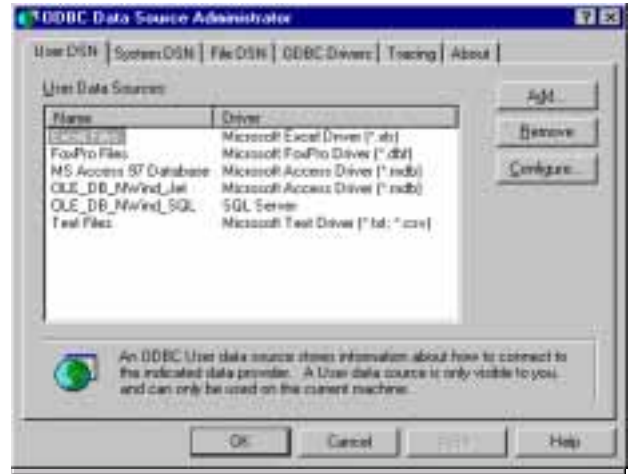 ODBC Data Source Administrator
User DSN System DSN File DSN ODBC Drivers Tracing About
User Data Sources:
Name Driver
Excel Files Microsoft Excel Driver (*.xls)
FoxPro Files Microsoft FoxPro Driver (*.dbf)
MS Access 97 Database Microsoft Access Driver (*.mdb)
OLE_DB_NWind_Jet Microsoft Access Driver (*.mdb)
OLE_DB_NWind_SQL SQL Server
Text Files Microsoft Text Driver (*.txt; *.csv)
Add...
Remove
Configure...
An ODBC User data source stores information about how to connect to
the indicated data provider. A User data source is only visible to you,
and can only be used on the current machine.
OK Cancel Apply Help